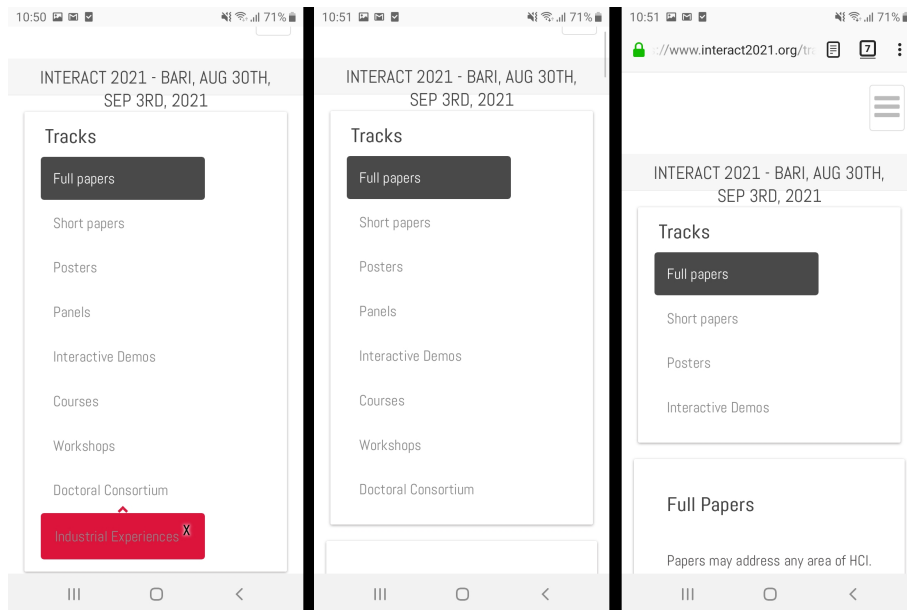 10:50 71%
INTERACT 2021 - BARI, AUG 30TH,
SEP 3RD, 2021
Tracks
Full papers
Short papers
Posters
Panels
Interactive Demos
Courses
Workshops
Doctoral Consortium
Industrial Experiences X
10:51 71%
INTERACT 2021 - BARI, AUG 30TH,
SEP 3RD, 2021
Tracks
Full papers
Short papers
Posters
Panels
Interactive Demos
Courses
Workshops
Doctoral Consortium
10:51 71%
://www.interact2021.org/tra 7
INTERACT 2021 - BARI, AUG 30TH,
SEP 3RD, 2021
Tracks
Full papers
Short papers
Posters
Interactive Demos
Full Papers
Papers may address any area of HCI.